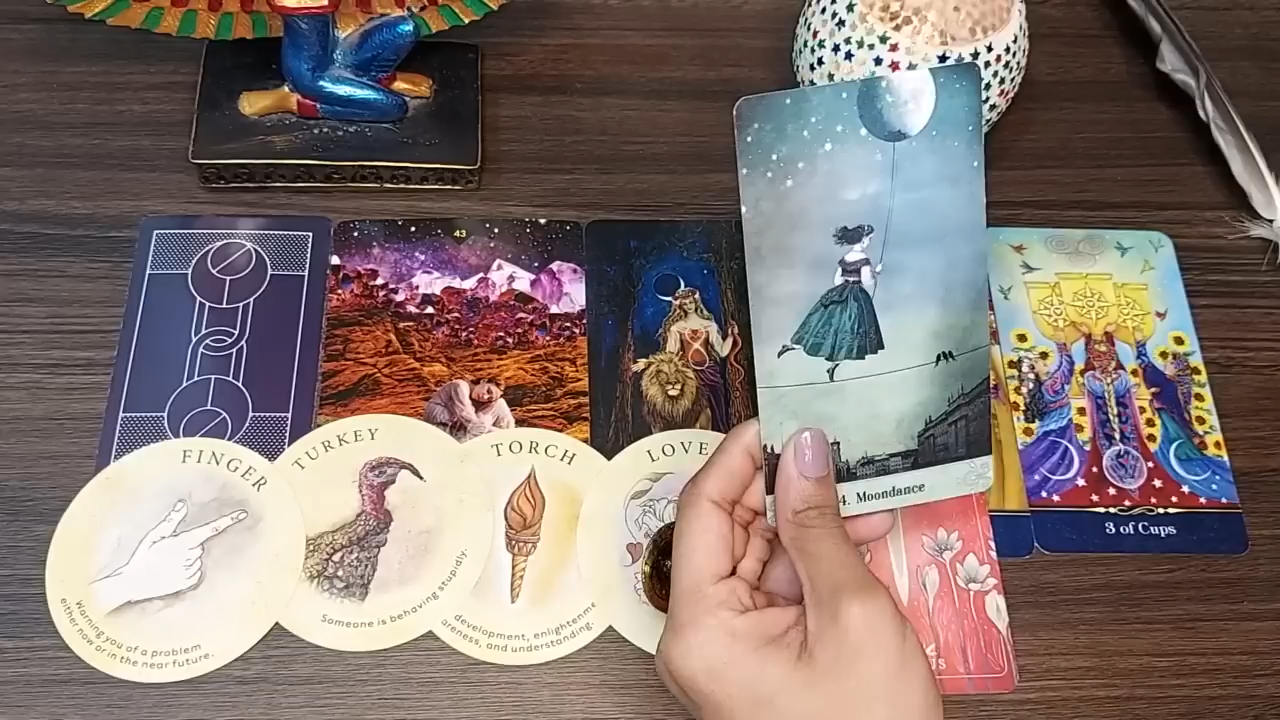 43
4. Moondance
3 of Cups
FINGER
Warning you of a problem
either now or in the near future.
TURKEY
Someone is behaving stupidly.
TORCH
development, enlightenme
areness, and understanding.
LOVE